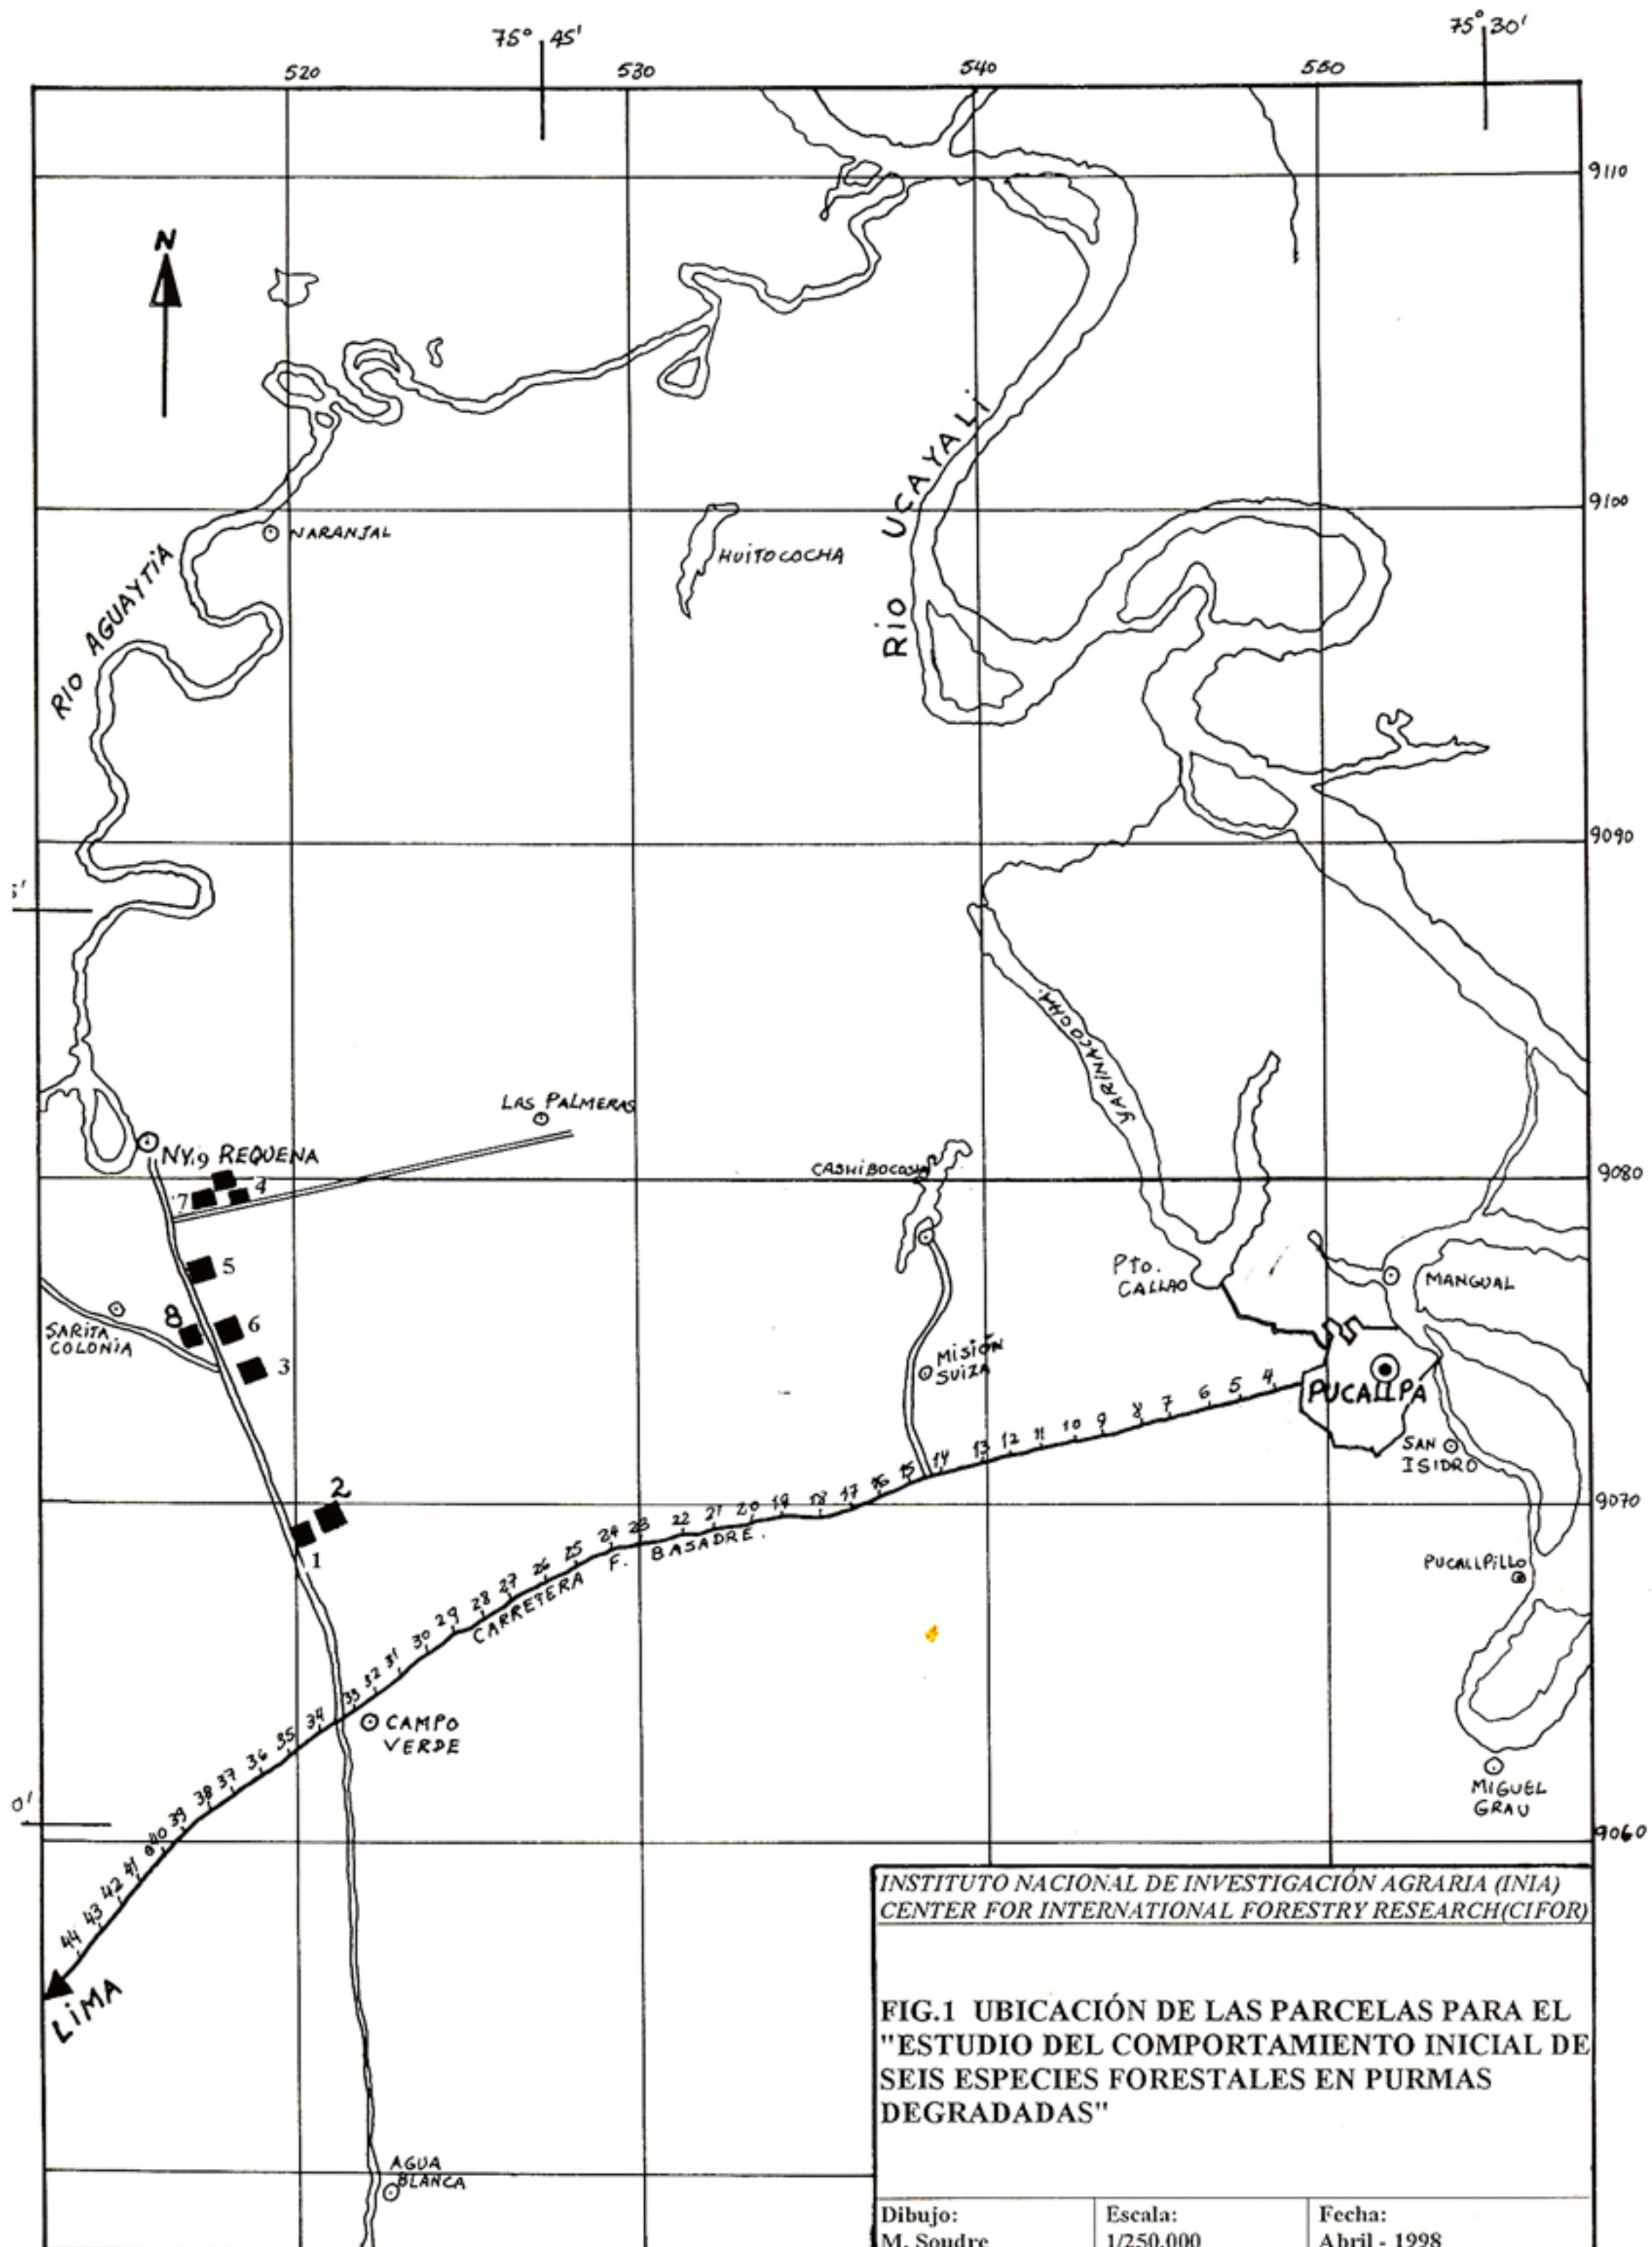 75° 45'
75° 30'
520
530
540
550
9110
N
RIO UCAYALI
9100
NARANJAL
HUITOCOCHA
RIO AGUAYTIA
9090
5'
YARINACOCHA
LAS PALMERAS
NV. 9 REQUENA
CASHIBOCOCHA
9080
7
4
5
Pto.
CALLAO
MANGUAL
8
6
SARITA
COLONIA
3
MISIÓN
SUIZA
PUCALLPA
4
5
6
7
8
9
10
11
12
13
14
15
16
17
18
19
20
21
22
23
24
25
26
27
28
29
30
31
32
33
34
35
36
37
38
39
40
41
42
43
44
SAN
ISIDRO
2
9070
1
CARRETERA F. BASADRE.
PUCALLPILLO
CAMPO
VERDE
MIGUEL
GRAU
0'
9060
LIMA
AGUA
BLANCA
INSTITUTO NACIONAL DE INVESTIGACIÓN AGRARIA (INIA)
CENTER FOR INTERNATIONAL FORESTRY RESEARCH(CIFOR)
FIG.1 UBICACIÓN DE LAS PARCELAS PARA EL
"ESTUDIO DEL COMPORTAMIENTO INICIAL DE
SEIS ESPECIES FORESTALES EN PURMAS
DEGRADADAS"
Dibujo:
M. Soudre
Escala:
1/250.000
Fecha:
Abril - 1998